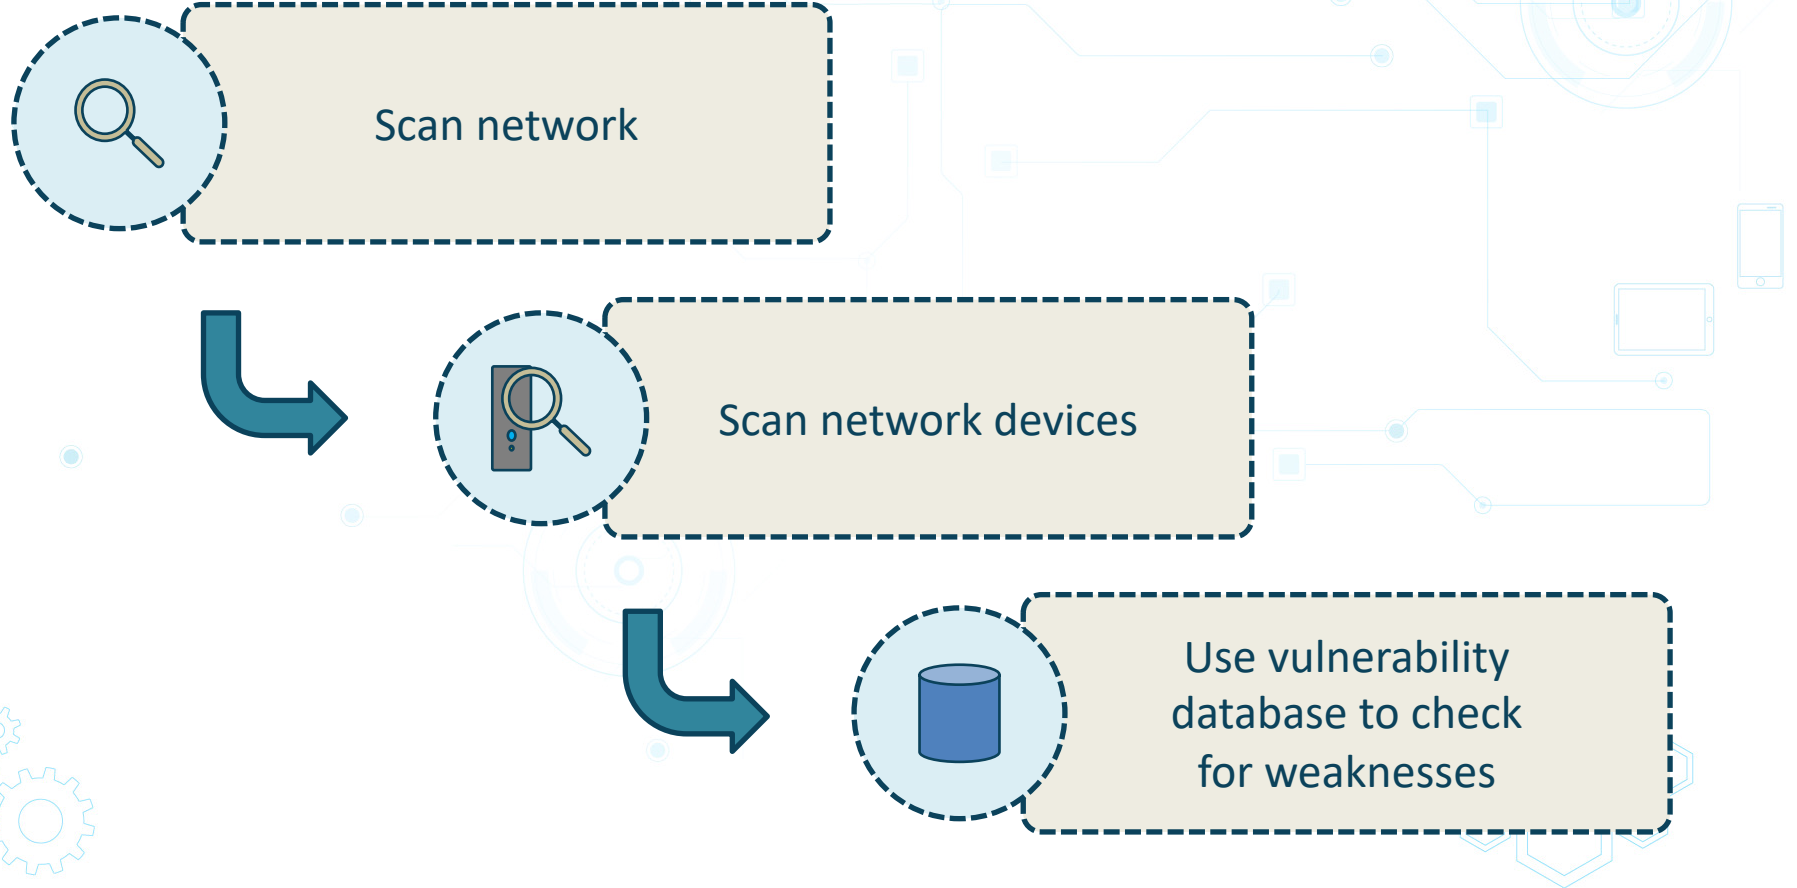 Scan network
Scan network devices
Use vulnerability
database to check
for weaknesses